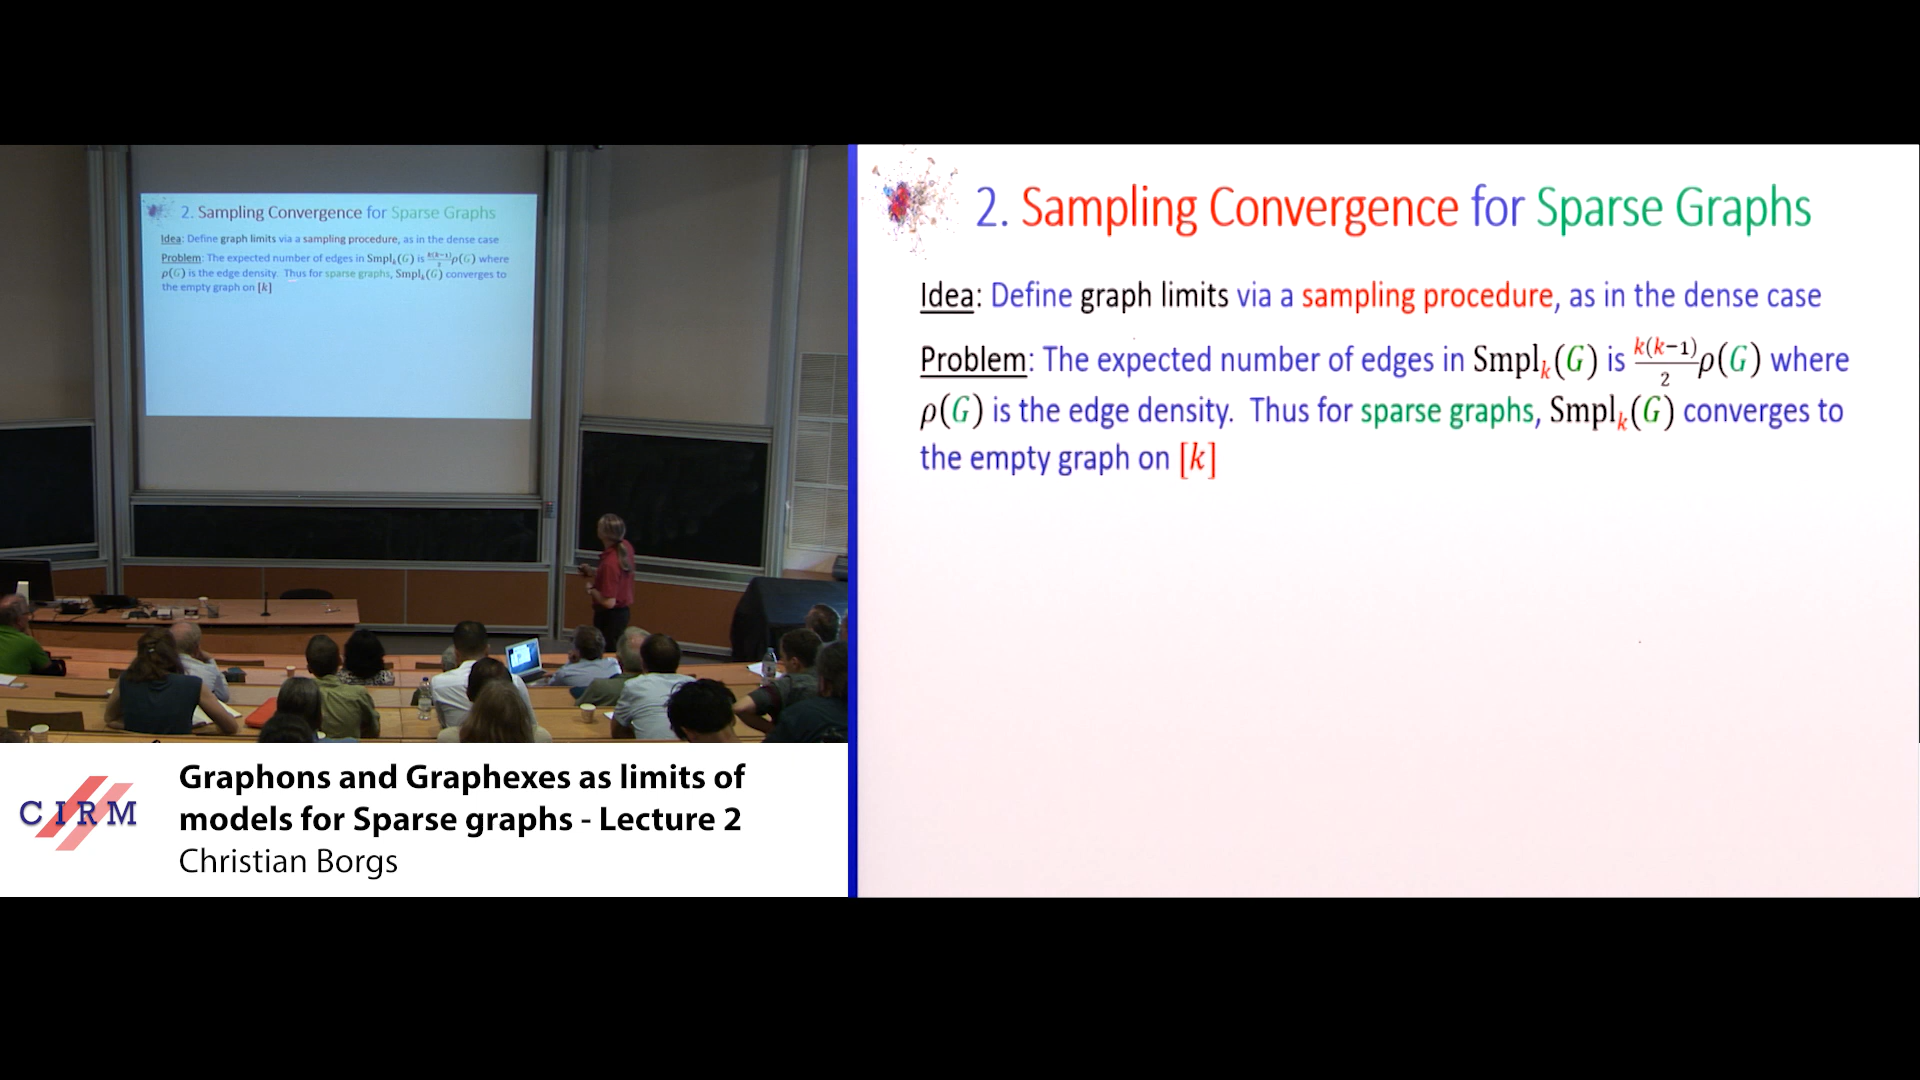 2. Sampling Convergence for Sparse Graphs
Idea: Define graph limits via a sampling procedure, as in the dense case
Problem: The expected number of edges in Smplₖ(G) is k(k−1)/2 ρ(G) where
ρ(G) is the edge density. Thus for sparse graphs, Smplₖ(G) converges to
the empty graph on [k]
2. Sampling Convergence for Sparse Graphs
Idea: Define graph limits via a sampling procedure, as in the dense case
Problem: The expected number of edges in Smplₖ(G) is k(k−1)/2 ρ(G) where
ρ(G) is the edge density. Thus for sparse graphs, Smplₖ(G) converges to
the empty graph on [k]
CIRM
Graphons and Graphexes as limits of
models for Sparse graphs - Lecture 2
Christian Borgs